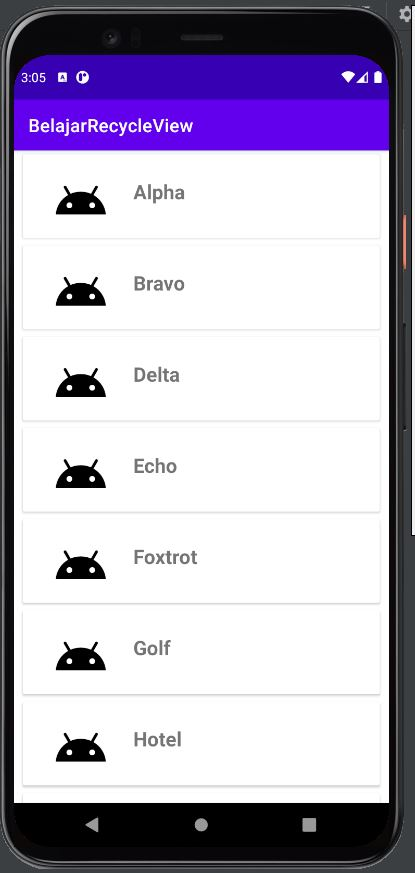 3:05
BelajarRecycleView
Alpha
Bravo
Delta
Echo
Foxtrot
Golf
Hotel